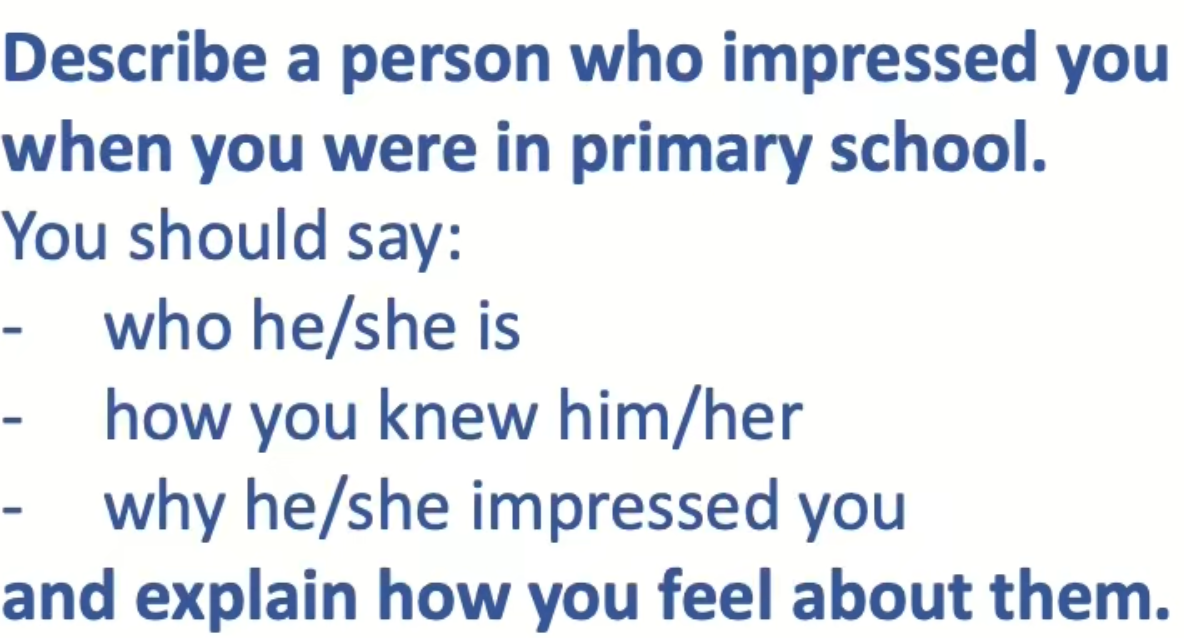 Describe a person who impressed you
when you were in primary school.
You should say:
- who he/she is
- how you knew him/her
- why he/she impressed you
and explain how you feel about them.